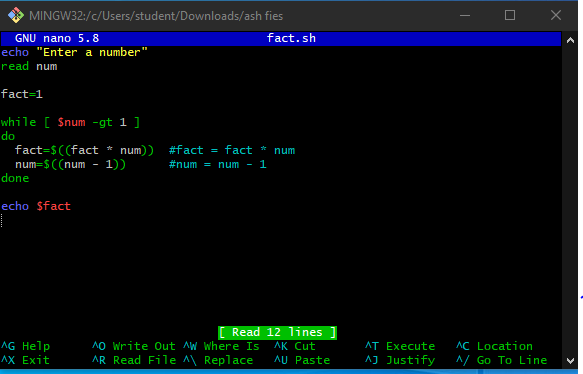 MINGW32:/c/Users/student/Downloads/ash fies
GNU nano 5.8 fact.sh
echo "Enter a number"
read num
fact=1
while [ $num -gt 1 ]
do
  fact=$((fact * num))  #fact = fact * num
  num=$((num - 1))      #num = num - 1
done
echo $fact
[ Read 12 lines ]
^G Help ^O Write Out ^W Where Is ^K Cut ^T Execute ^C Location
^X Exit ^R Read File ^\ Replace ^U Paste ^J Justify ^/ Go To Line